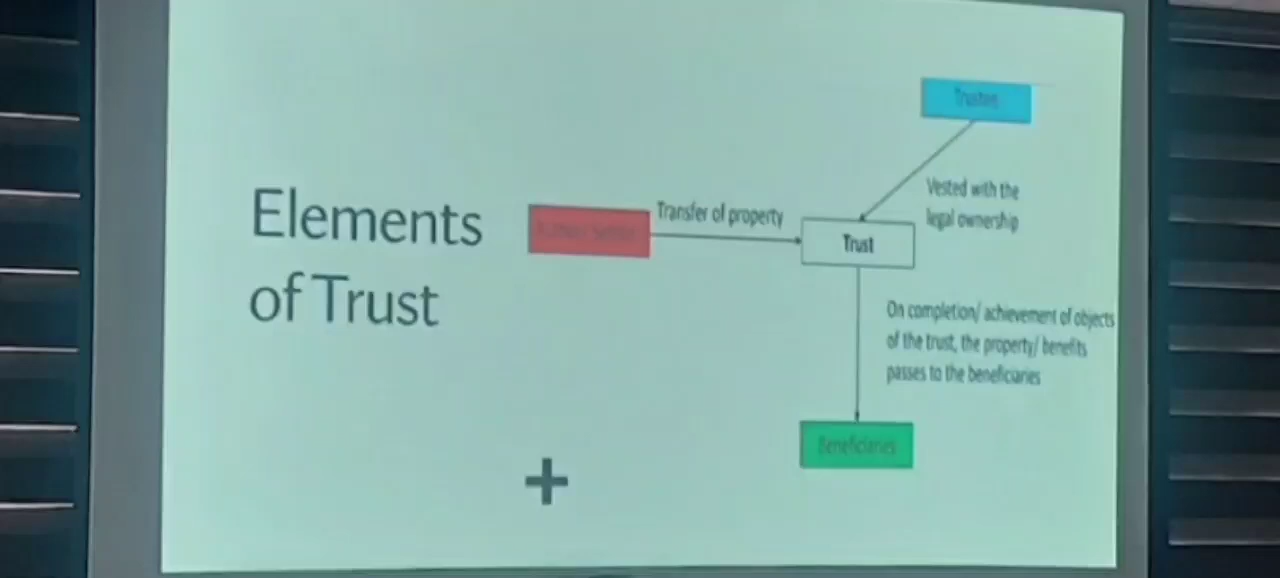 Elements
of Trust
Transfer of property
Trustee
Vested with the
legal ownership
Trust
On completion/ achievement of objects
of the trust, the property/ benefits
passes to the beneficiaries
Beneficiaries
+